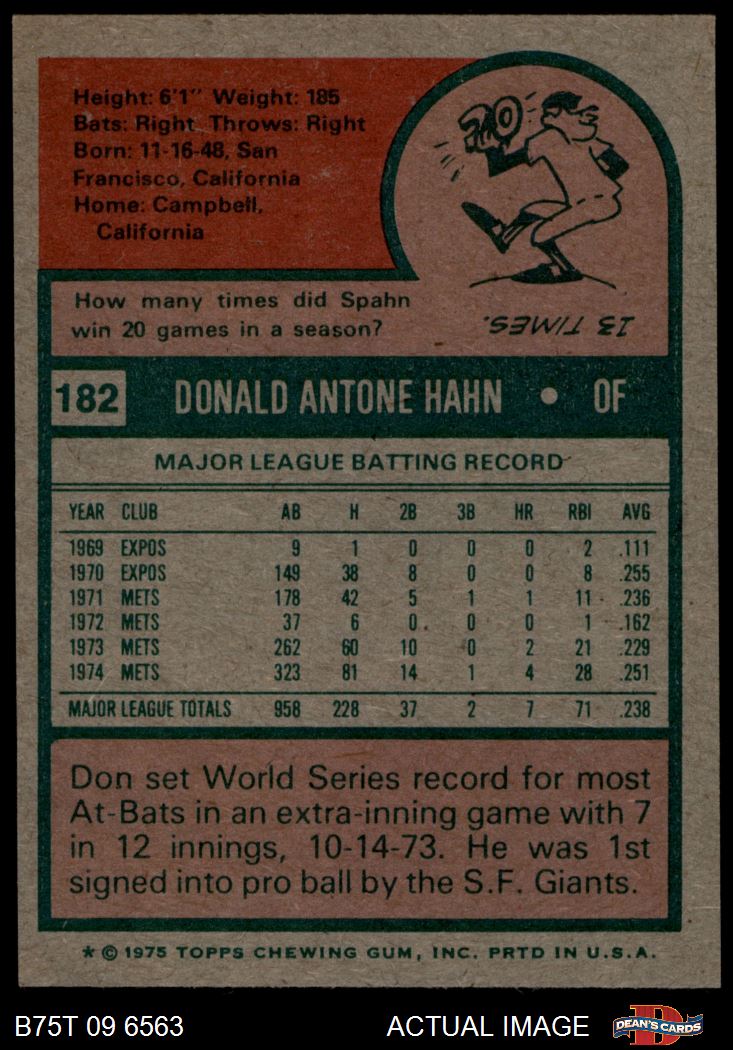 Height: 6'1" Weight: 185
Bats: Right Throws: Right
Born: 11-16-48, San
Francisco, California
Home: Campbell,
California
20
How many times did Spahn
win 20 games in a season?
13 TIMES.
182 DONALD ANTONE HAHN • OF
MAJOR LEAGUE BATTING RECORD
YEAR CLUB AB H 2B 3B HR RBI AVG
1969 EXPOS 9 1 0 0 0 2 .111
1970 EXPOS 149 38 8 0 0 8 .255
1971 METS 178 42 5 1 1 11 .236
1972 METS 37 6 0 0 0 1 .162
1973 METS 262 60 10 0 2 21 .229
1974 METS 323 81 14 1 4 28 .251
MAJOR LEAGUE TOTALS 958 228 37 2 7 71 .238
Don set World Series record for most
At-Bats in an extra-inning game with 7
in 12 innings, 10-14-73. He was 1st
signed into pro ball by the S.F. Giants.
* © 1975 TOPPS CHEWING GUM, INC. PRTD IN U.S.A.
B75T 09 6563 ACTUAL IMAGE DEAN'S CARDS